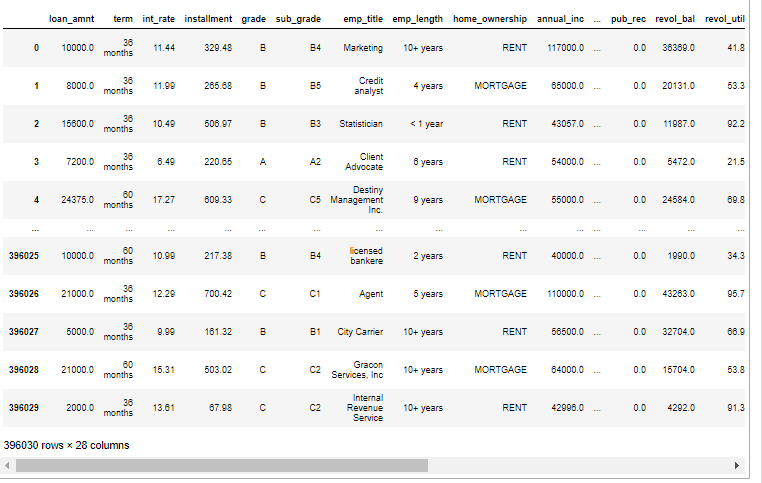 loan_amnt term int_rate installment grade sub_grade emp_title emp_length home_ownership annual_inc ... pub_rec revol_bal revol_util
0 10000.0 36 months 11.44 329.48 B B4 Marketing 10+ years RENT 117000.0 ... 0.0 36369.0 41.8
1 8000.0 36 months 11.99 265.68 B B5 Credit analyst 4 years MORTGAGE 65000.0 ... 0.0 20131.0 53.3
2 15600.0 36 months 10.49 506.97 B B3 Statistician < 1 year RENT 43057.0 ... 0.0 11987.0 92.2
3 7200.0 36 months 6.49 220.65 A A2 Client Advocate 6 years RENT 54000.0 ... 0.0 5472.0 21.5
4 24375.0 60 months 17.27 609.33 C C5 Destiny Management Inc. 9 years MORTGAGE 55000.0 ... 0.0 24584.0 69.8
... ... ... ... ... ... ... ... ... ... ... ... ... ... ...
396025 10000.0 60 months 10.99 217.38 B B4 licensed bankere 2 years RENT 40000.0 ... 0.0 1990.0 34.3
396026 21000.0 36 months 12.29 700.42 C C1 Agent 5 years MORTGAGE 110000.0 ... 0.0 43263.0 95.7
396027 5000.0 36 months 9.99 161.32 B B1 City Carrier 10+ years RENT 56500.0 ... 0.0 32704.0 66.9
396028 21000.0 60 months 15.31 503.02 C C2 Gracon Services, Inc 10+ years MORTGAGE 64000.0 ... 0.0 15704.0 53.8
396029 2000.0 36 months 13.61 67.98 C C2 Internal Revenue Service 10+ years RENT 42996.0 ... 0.0 4292.0 91.3
396030 rows × 28 columns